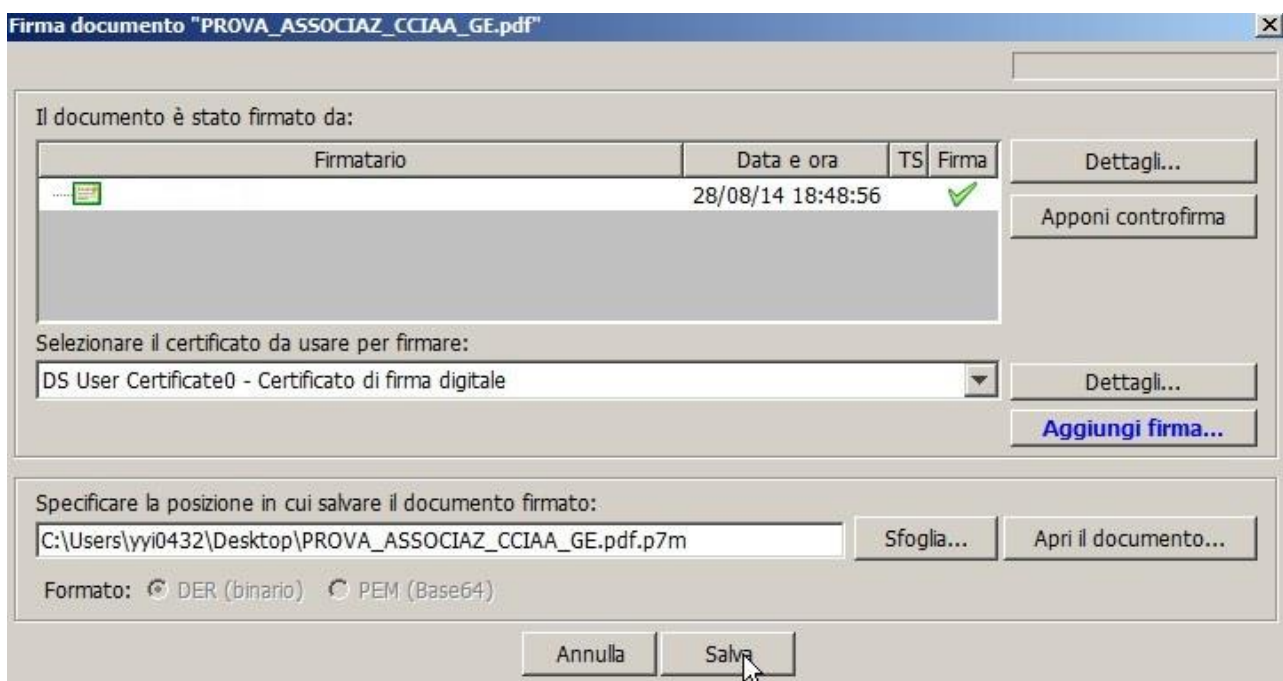 Firma documento "PROVA_ASSOCIAZ_CCIAA_GE.pdf"
Il documento è stato firmato da:
Firmatario Data e ora TS Firma
Dettagli...
28/08/14 18:48:56
Apponi controfirma
Selezionare il certificato da usare per firmare:
DS User Certificate0 - Certificato di firma digitale
Dettagli...
Aggiungi firma...
Specificare la posizione in cui salvare il documento firmato:
C:\Users\yyi0432\Desktop\PROVA_ASSOCIAZ_CCIAA_GE.pdf.p7m
Sfoglia...
Apri il documento...
Formato: DER (binario) PEM (Base64)
Annulla
Salva